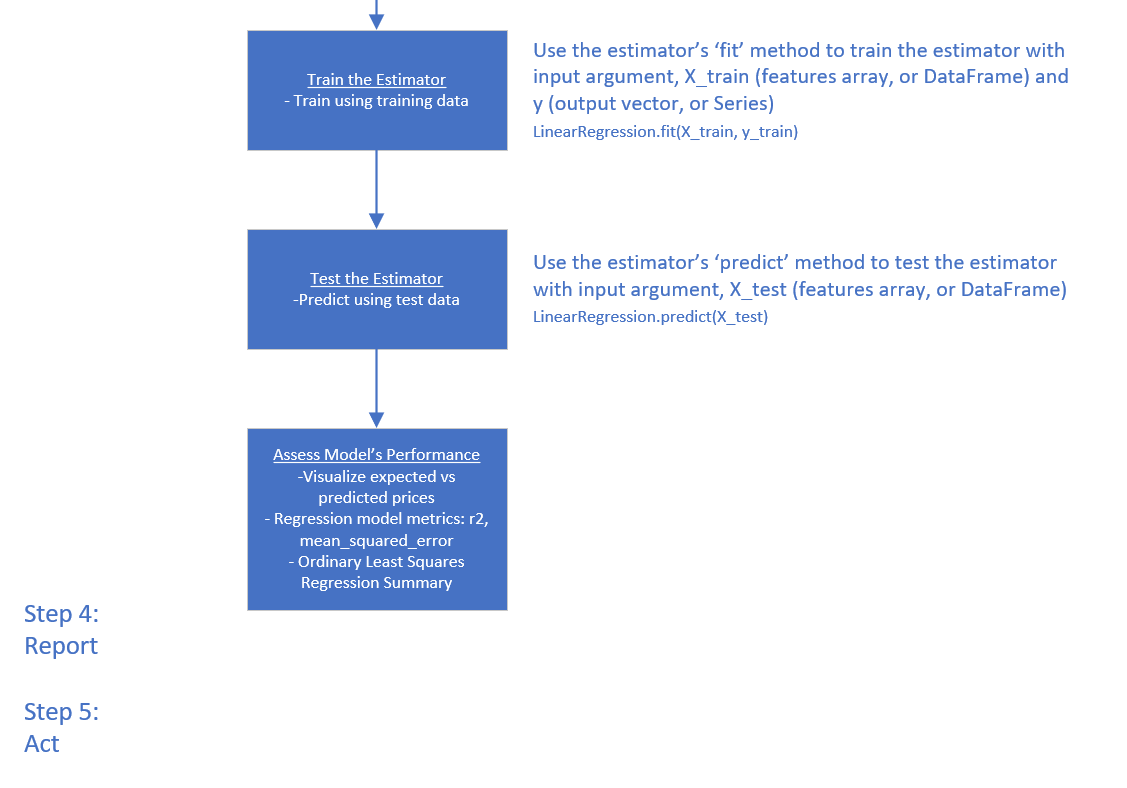 Train the Estimator
- Train using training data
Use the estimator’s ‘fit’ method to train the estimator with
input argument, X_train (features array, or DataFrame) and
y (output vector, or Series)
LinearRegression.fit(X_train, y_train)
Test the Estimator
-Predict using test data
Use the estimator’s ‘predict’ method to test the estimator
with input argument, X_test (features array, or DataFrame)
LinearRegression.predict(X_test)
Assess Model’s Performance
-Visualize expected vs
predicted prices
- Regression model metrics: r2,
mean_squared_error
- Ordinary Least Squares
Regression Summary
Step 4:
Report
Step 5:
Act